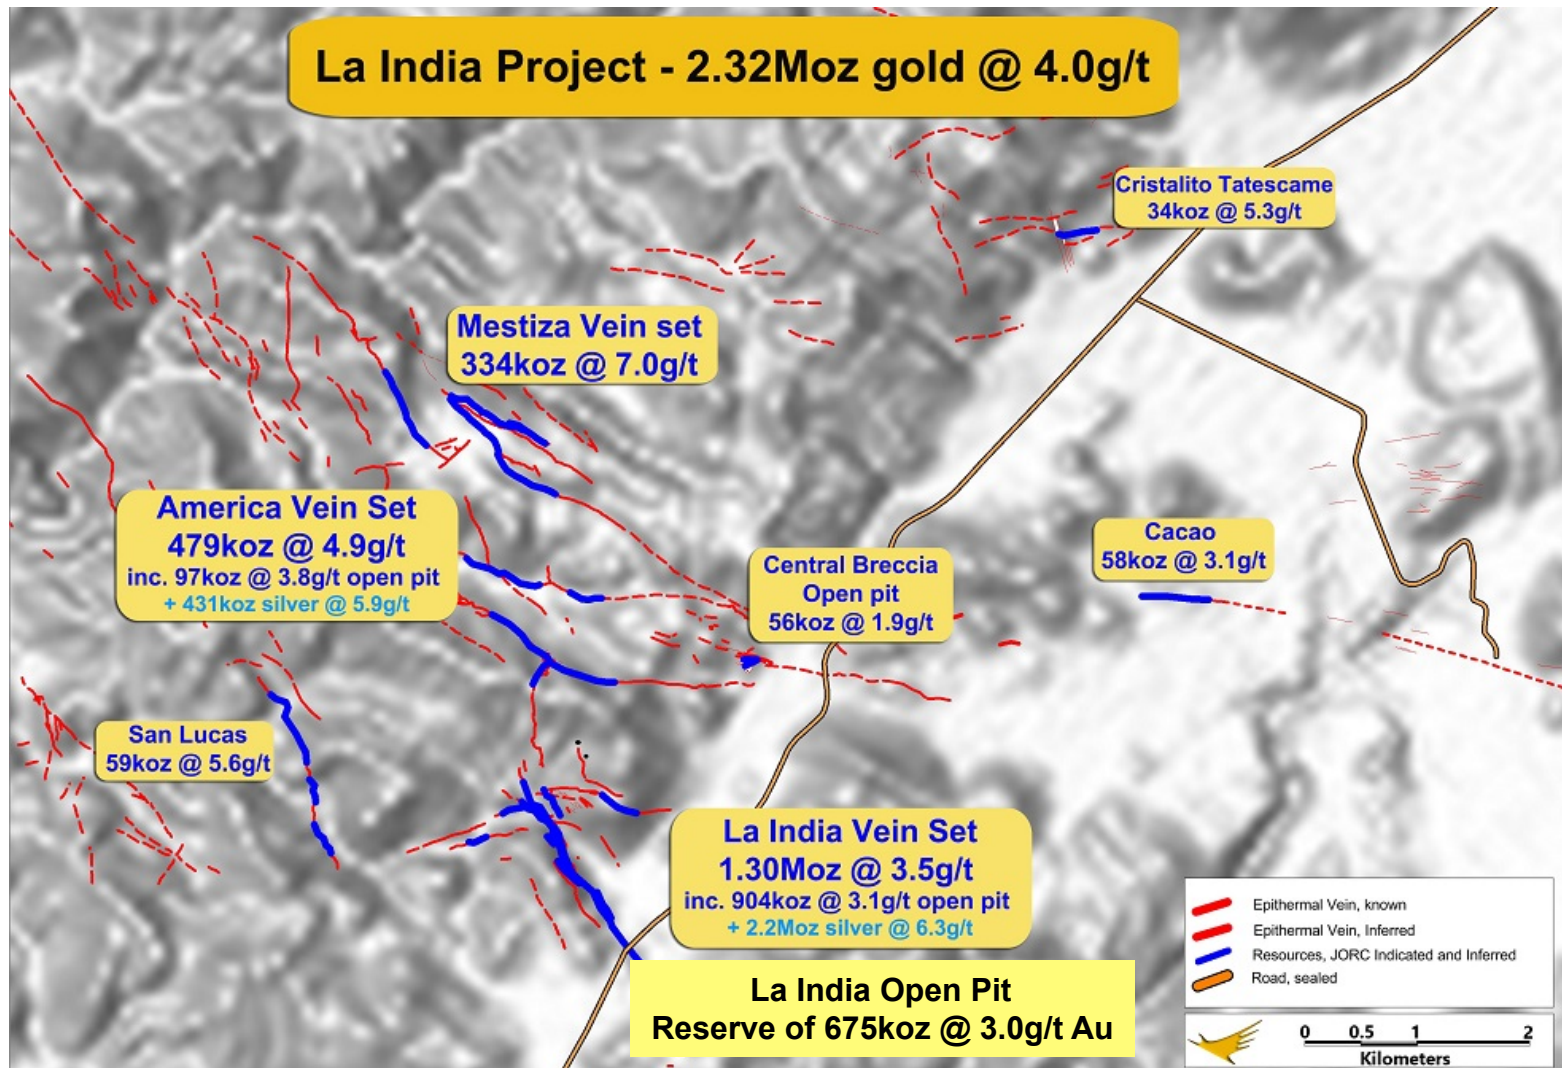 La India Project - 2.32Moz gold @ 4.0g/t
Cristalito Tatescame
34koz @ 5.3g/t
Mestiza Vein set
334koz @ 7.0g/t
America Vein Set
479koz @ 4.9g/t
inc. 97koz @ 3.8g/t open pit
+ 431koz silver @ 5.9g/t
Cacao
58koz @ 3.1g/t
Central Breccia
Open pit
56koz @ 1.9g/t
San Lucas
59koz @ 5.6g/t
La India Vein Set
1.30Moz @ 3.5g/t
inc. 904koz @ 3.1g/t open pit
+ 2.2Moz silver @ 6.3g/t
La India Open Pit
Reserve of 675koz @ 3.0g/t Au
Epithermal Vein, known
Epithermal Vein, Inferred
Resources, JORC Indicated and Inferred
Road, sealed
0 0.5 1 2
Kilometers